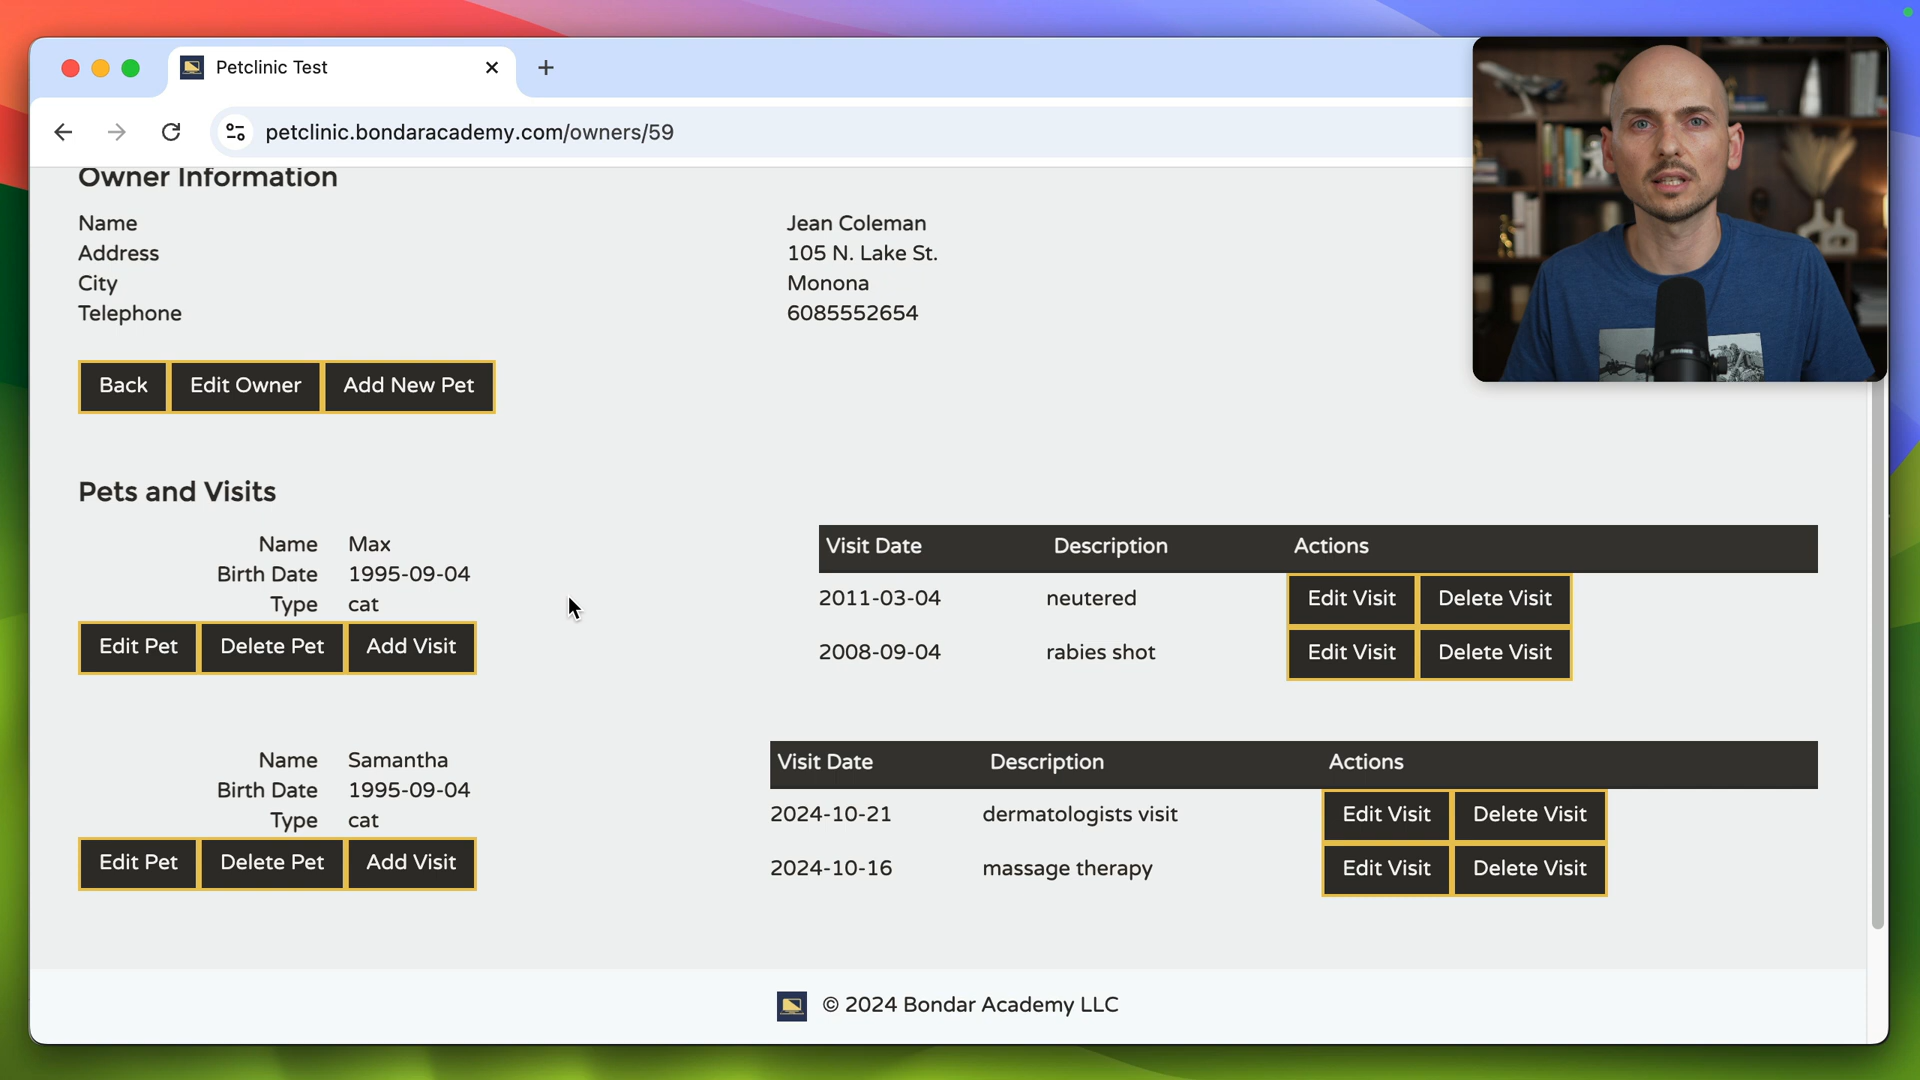 Petclinic Test
petclinic.bondaracademy.com/owners/59
Owner Information
Name Jean Coleman
Address 105 N. Lake St.
City Monona
Telephone 6085552654
Back Edit Owner Add New Pet
Pets and Visits
Name Max
Birth Date 1995-09-04
Type cat
Edit Pet Delete Pet Add Visit
Visit Date Description Actions
2011-03-04 neutered Edit Visit Delete Visit
2008-09-04 rabies shot Edit Visit Delete Visit
Name Samantha
Birth Date 1995-09-04
Type cat
Edit Pet Delete Pet Add Visit
Visit Date Description Actions
2024-10-21 dermatologists visit Edit Visit Delete Visit
2024-10-16 massage therapy Edit Visit Delete Visit
© 2024 Bondar Academy LLC